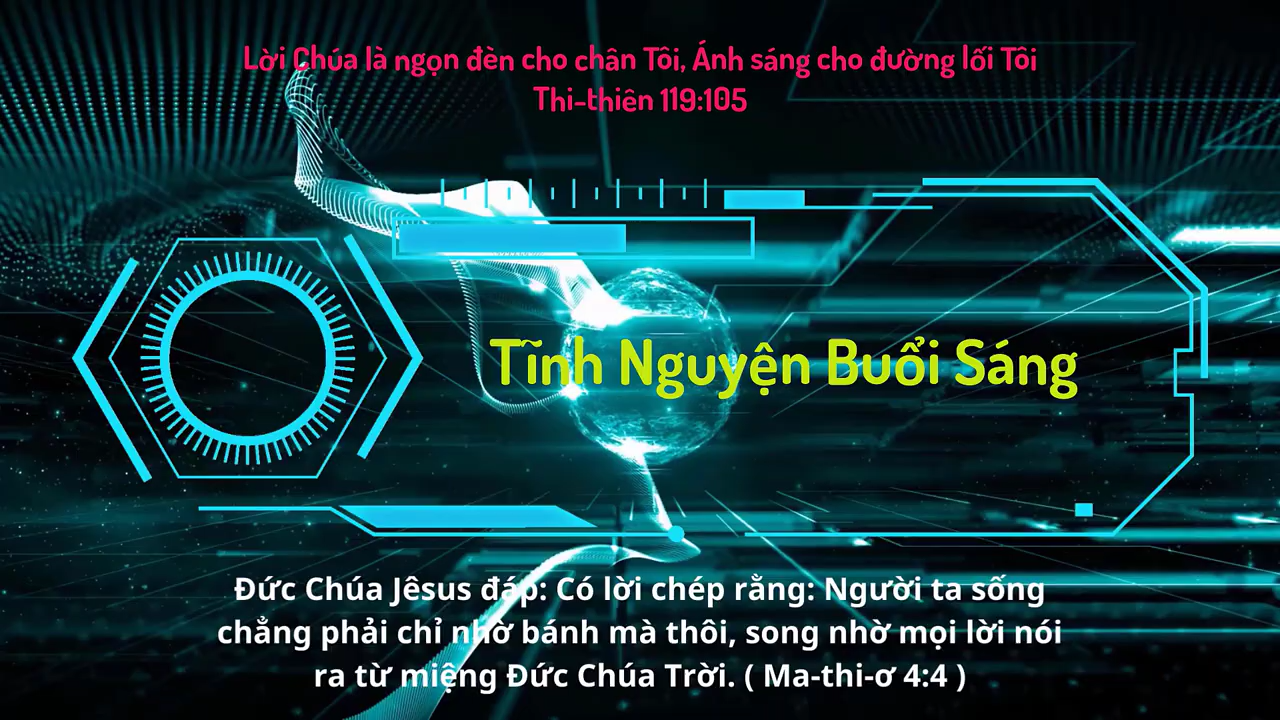 Lời Chúa là ngọn đèn cho chân Tôi, Ánh sáng cho đường lối Tôi
Thi-thiên 119:105
Tĩnh Nguyện Buổi Sáng
Đức Chúa Jêsus đáp: Có lời chép rằng: Người ta sống
chẳng phải chỉ nhờ bánh mà thôi, song nhờ mọi lời nói
ra từ miệng Đức Chúa Trời. ( Ma-thi-ơ 4:4 )